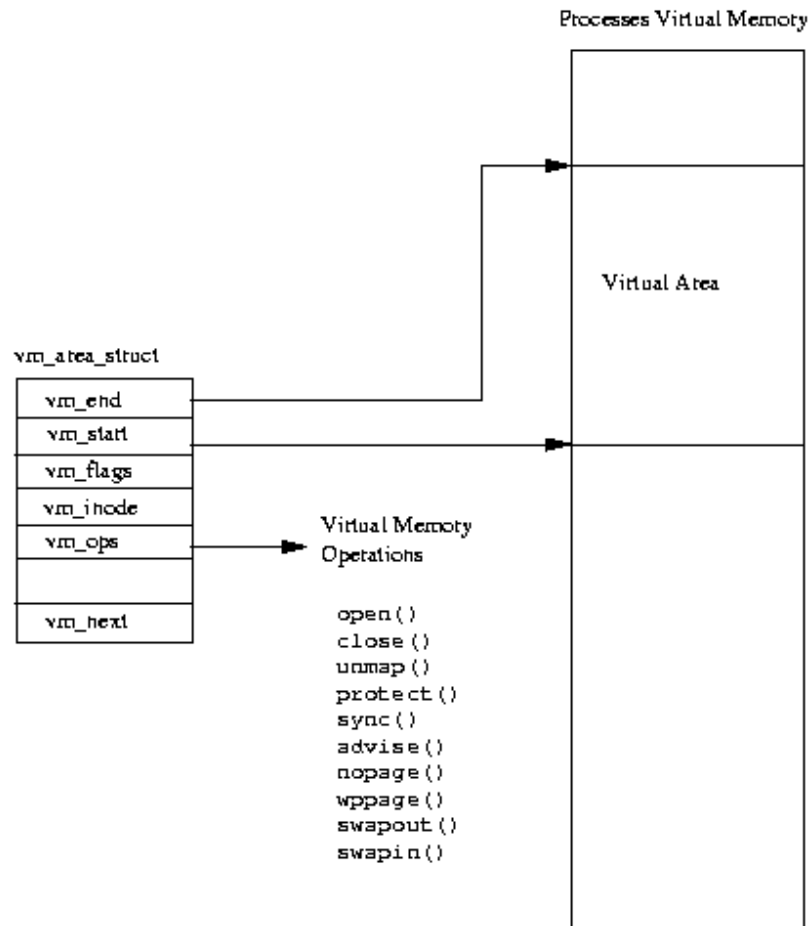 Processes Virtual Memory
Virtual Area
vm_area_struct
vm_end
vm_start
vm_flags
vm_inode
vm_ops
vm_next
Virtual Memory
Operations
open()
close()
unmap()
protect()
sync()
advise()
nopage()
wppage()
swapout()
swapin()